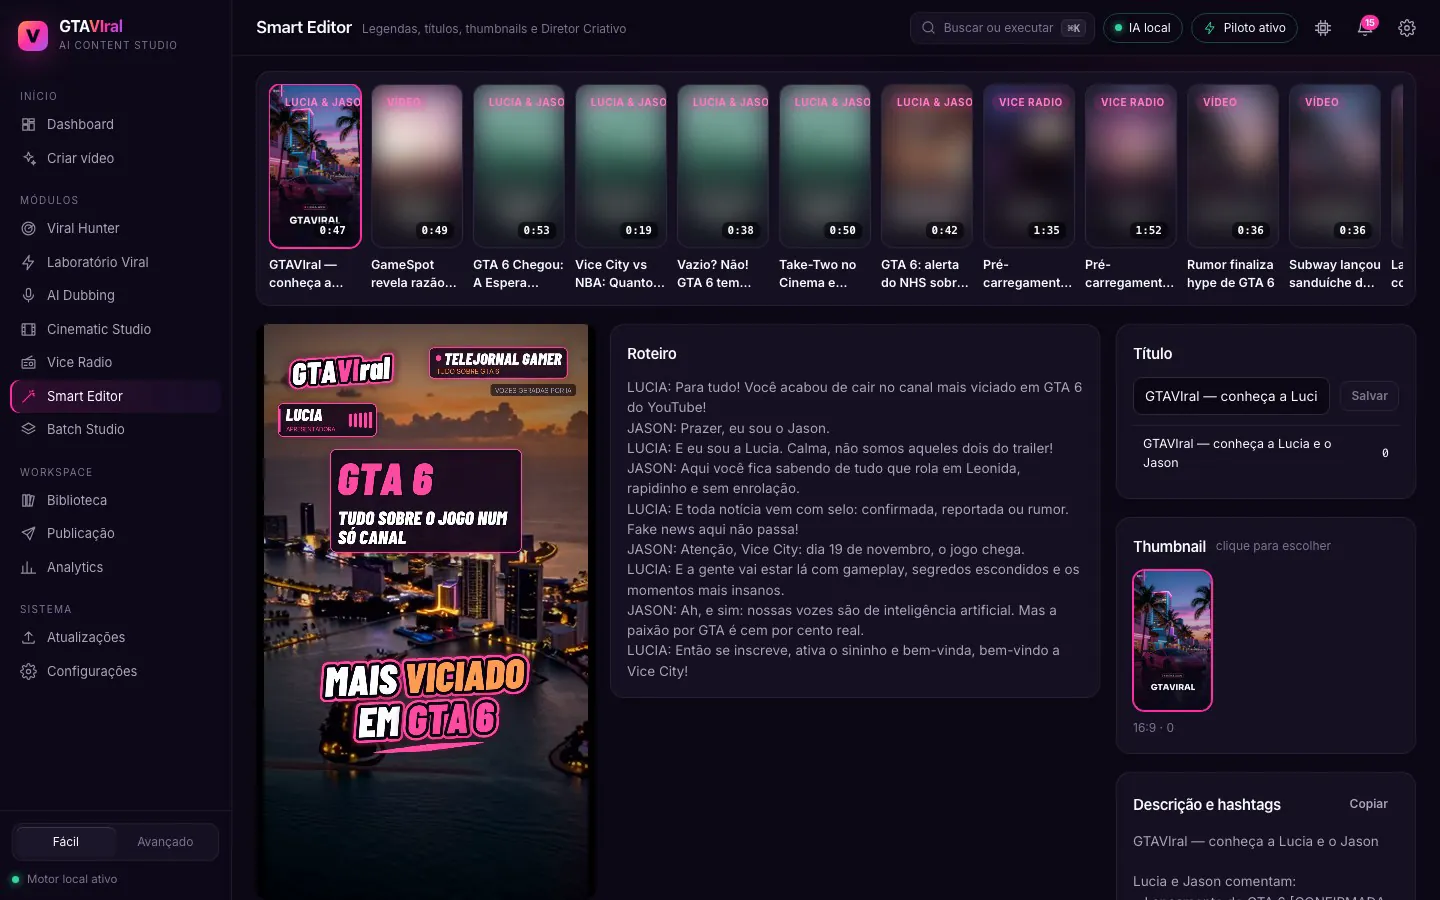 GTAVIral
AI CONTENT STUDIO
INÍCIO
Dashboard
Criar vídeo
MÓDULOS
Viral Hunter
Laboratório Viral
AI Dubbing
Cinematic Studio
Vice Radio
Smart Editor
Batch Studio
WORKSPACE
Biblioteca
Publicação
Analytics
SISTEMA
Atualizações
Configurações
Fácil
Avançado
Motor local ativo
Smart Editor
Legendas, títulos, thumbnails e Diretor Criativo
Buscar ou executar ⌘K
IA local
Piloto ativo
15
LUCIA & JASO
GTAVIRAL
0:47
GTAVIral —
conheça a...
VÍDEO
0:49
GameSpot
revela razão...
LUCIA & JASO
0:53
GTA 6 Chegou:
A Espera...
LUCIA & JASO
0:19
Vice City vs
NBA: Quanto...
LUCIA & JASO
0:38
Vazio? Não!
GTA 6 tem...
LUCIA & JASO
0:50
Take-Two no
Cinema e...
LUCIA & JASO
0:42
GTA 6: alerta
do NHS sobr...
VICE RADIO
1:35
Pré-
carregament...
VICE RADIO
1:52
Pré-
carregament...
VÍDEO
0:36
Rumor finaliza
hype de GTA 6
VÍDEO
0:36
Subway lançou
sanduíche d...
La
co
GTAVIral
TELEJORNAL GAMER
TUDO SOBRE GTA 6
VOZES GERADAS POR IA
LUCIA
APRESENTADORA
GTA 6
TUDO SOBRE O JOGO NUM
SÓ CANAL
MAIS VICIADO
EM GTA 6
Roteiro
LUCIA: Para tudo! Você acabou de cair no canal mais viciado em GTA 6
do YouTube!
JASON: Prazer, eu sou o Jason.
LUCIA: E eu sou a Lucia. Calma, não somos aqueles dois do trailer!
JASON: Aqui você fica sabendo de tudo que rola em Leonida,
rapidinho e sem enrolação.
LUCIA: E toda notícia vem com selo: confirmada, reportada ou rumor.
Fake news aqui não passa!
JASON: Atenção, Vice City: dia 19 de novembro, o jogo chega.
LUCIA: E a gente vai estar lá com gameplay, segredos escondidos e os
momentos mais insanos.
JASON: Ah, e sim: nossas vozes são de inteligência artificial. Mas a
paixão por GTA é cem por cento real.
LUCIA: Então se inscreve, ativa o sininho e bem-vinda, bem-vindo a
Vice City!
Título
GTAVIral — conheça a Luci
Salvar
GTAVIral — conheça a Lucia e o
Jason
0
Thumbnail
clique para escolher
GTAVIRAL
16:9 · 0
Descrição e hashtags
Copiar
GTAVIral — conheça a Lucia e o Jason
Lucia e Jason comentam: